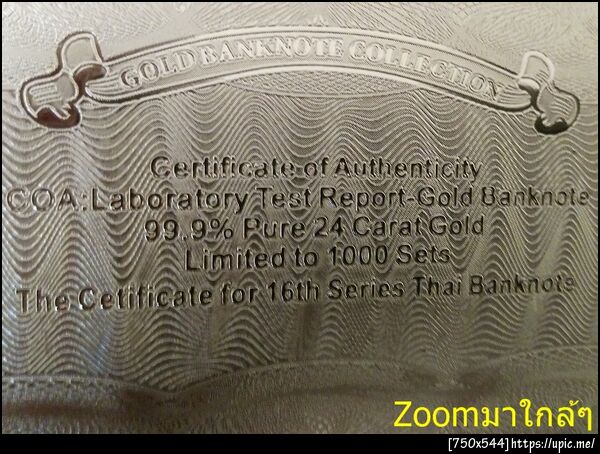 GOLD BANKNOTE COLLECTION
Certificate of Authenticity
COA:Laboratory Test Report-Gold Banknote
99.9% Pure 24 Carat Gold
Limited to 1000 Sets
The Cetificate for 16th Series Thai Banknote
Zoomมาใกล้ๆ
[750x544]https://upic.me/